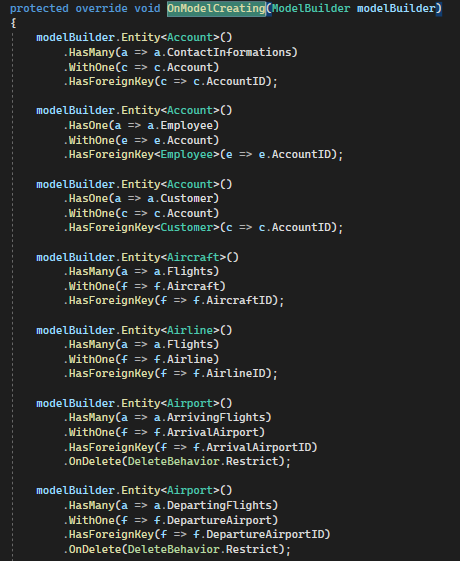 protected override void OnModelCreating(ModelBuilder modelBuilder)
{
modelBuilder.Entity<Account>()
.HasMany(a => a.ContactInformations)
.WithOne(c => c.Account)
.HasForeignKey(c => c.AccountID);
modelBuilder.Entity<Account>()
.HasOne(a => a.Employee)
.WithOne(e => e.Account)
.HasForeignKey<Employee>(e => e.AccountID);
modelBuilder.Entity<Account>()
.HasOne(a => a.Customer)
.WithOne(c => c.Account)
.HasForeignKey<Customer>(c => c.AccountID);
modelBuilder.Entity<Aircraft>()
.HasMany(a => a.Flights)
.WithOne(f => f.Aircraft)
.HasForeignKey(f => f.AircraftID);
modelBuilder.Entity<Airline>()
.HasMany(a => a.Flights)
.WithOne(f => f.Airline)
.HasForeignKey(f => f.AirlineID);
modelBuilder.Entity<Airport>()
.HasMany(a => a.ArrivingFlights)
.WithOne(f => f.ArrivalAirport)
.HasForeignKey(f => f.ArrivalAirportID)
.OnDelete(DeleteBehavior.Restrict);
modelBuilder.Entity<Airport>()
.HasMany(a => a.DepartingFlights)
.WithOne(f => f.DepartureAirport)
.HasForeignKey(f => f.DepartureAirportID)
.OnDelete(DeleteBehavior.Restrict);